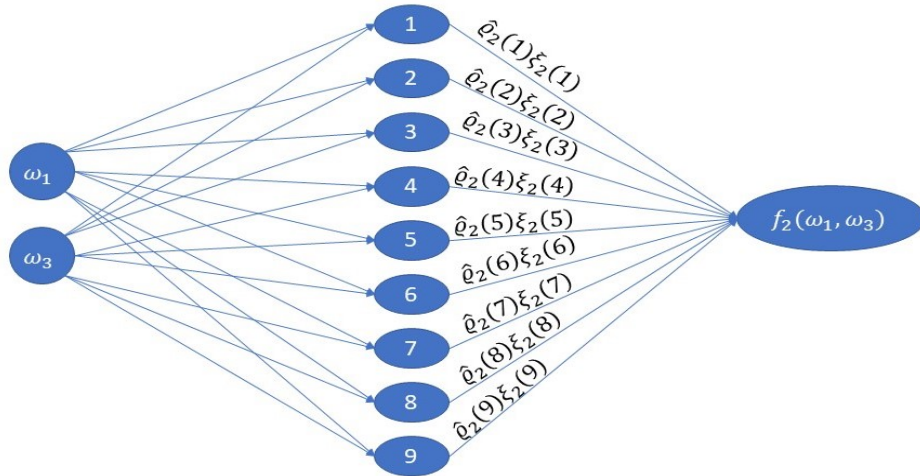 ω₁
ω₃
1
2
3
4
5
6
7
8
9
ϱ̂₂(1)ξ₂(1)
ϱ̂₂(2)ξ₂(2)
ϱ̂₂(3)ξ₂(3)
ϱ̂₂(4)ξ₂(4)
ϱ̂₂(5)ξ₂(5)
ϱ̂₂(6)ξ₂(6)
ϱ̂₂(7)ξ₂(7)
ϱ̂₂(8)ξ₂(8)
ϱ̂₂(9)ξ₂(9)
f₂(ω₁, ω₃)